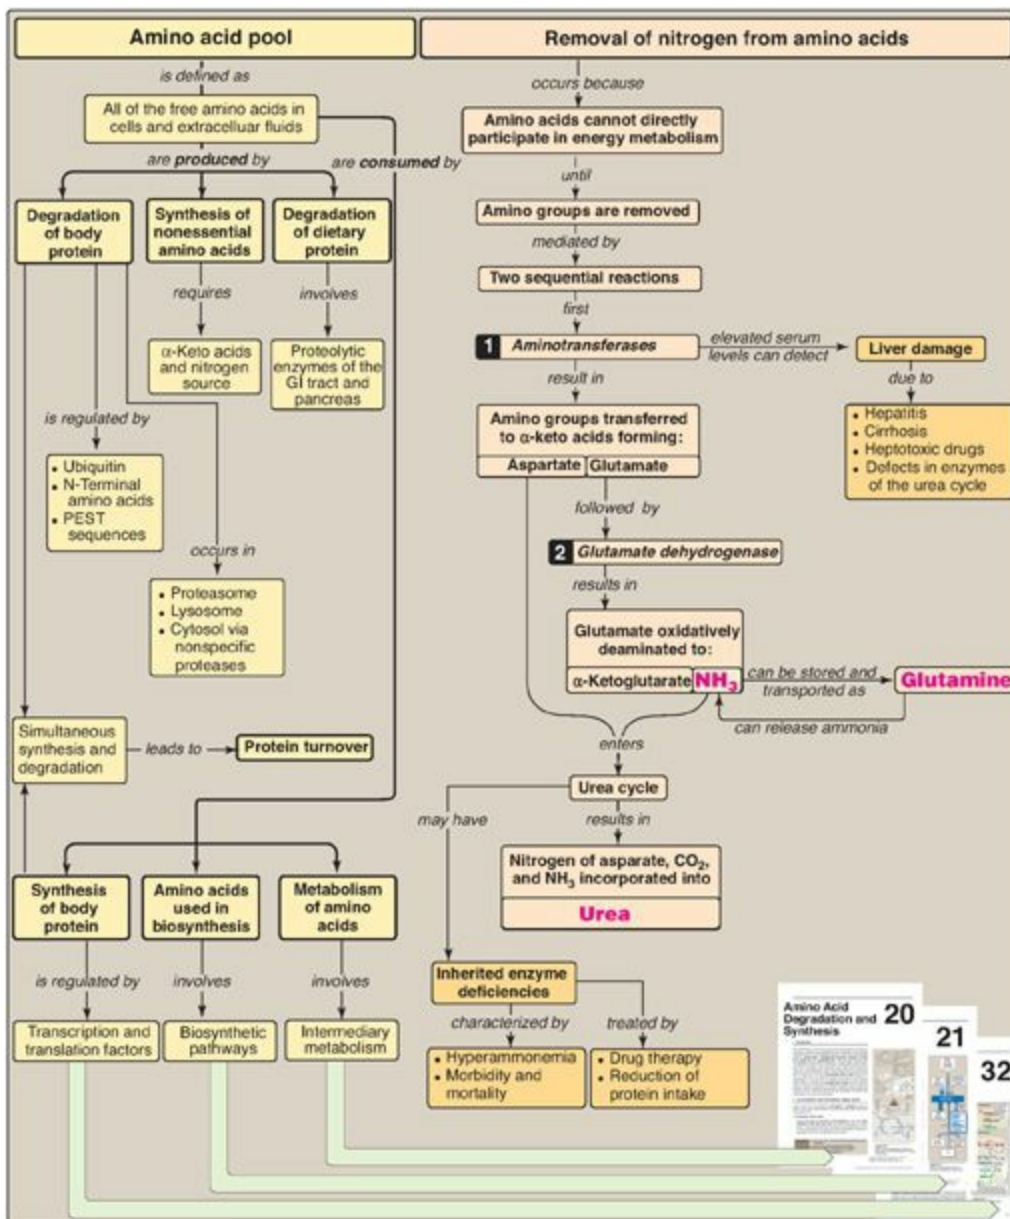 Amino acid pool
is defined as
All of the free amino acids in
cells and extracelluar fluids
are produced by
are consumed by
Degradation
of body
protein
Synthesis of
nonessential
amino acids
Degradation
of dietary
protein
requires
involves
α-Keto acids
and nitrogen
source
Proteolytic
enzymes of the
GI tract and
pancreas
is regulated by
• Ubiquitin
• N-Terminal
amino acids
• PEST
sequences
occurs in
• Proteasome
• Lysosome
• Cytosol via
nonspecific
proteases
Simultaneous
synthesis and
degradation
leads to
Protein turnover
Synthesis
of body
protein
Amino acids
used in
biosynthesis
Metabolism
of amino
acids
is regulated by
involves
involves
Transcription and
translation factors
Biosynthetic
pathways
Intermediary
metabolism
Removal of nitrogen from amino acids
occurs because
Amino acids cannot directly
participate in energy metabolism
until
Amino groups are removed
mediated by
Two sequential reactions
first
1 Aminotransferases
elevated serum
levels can detect
Liver damage
due to
• Hepatitis
• Cirrhosis
• Heptotoxic drugs
• Defects in enzymes
of the urea cycle
result in
Amino groups transferred
to α-keto acids forming:
Aspartate Glutamate
followed by
2 Glutamate dehydrogenase
results in
Glutamate oxidatively
deaminated to:
α-Ketoglutarate NH₃
can be stored and
transported as
Glutamine
can release ammonia
enters
Urea cycle
may have
results in
Nitrogen of asparate, CO₂,
and NH₃ incorporated into
Urea
Inherited enzyme
deficiencies
characterized by
treated by
• Hyperammonemia
• Morbidity and
mortality
• Drug therapy
• Reduction of
protein intake
Amino Acid
Degradation and
Synthesis
20
21
32